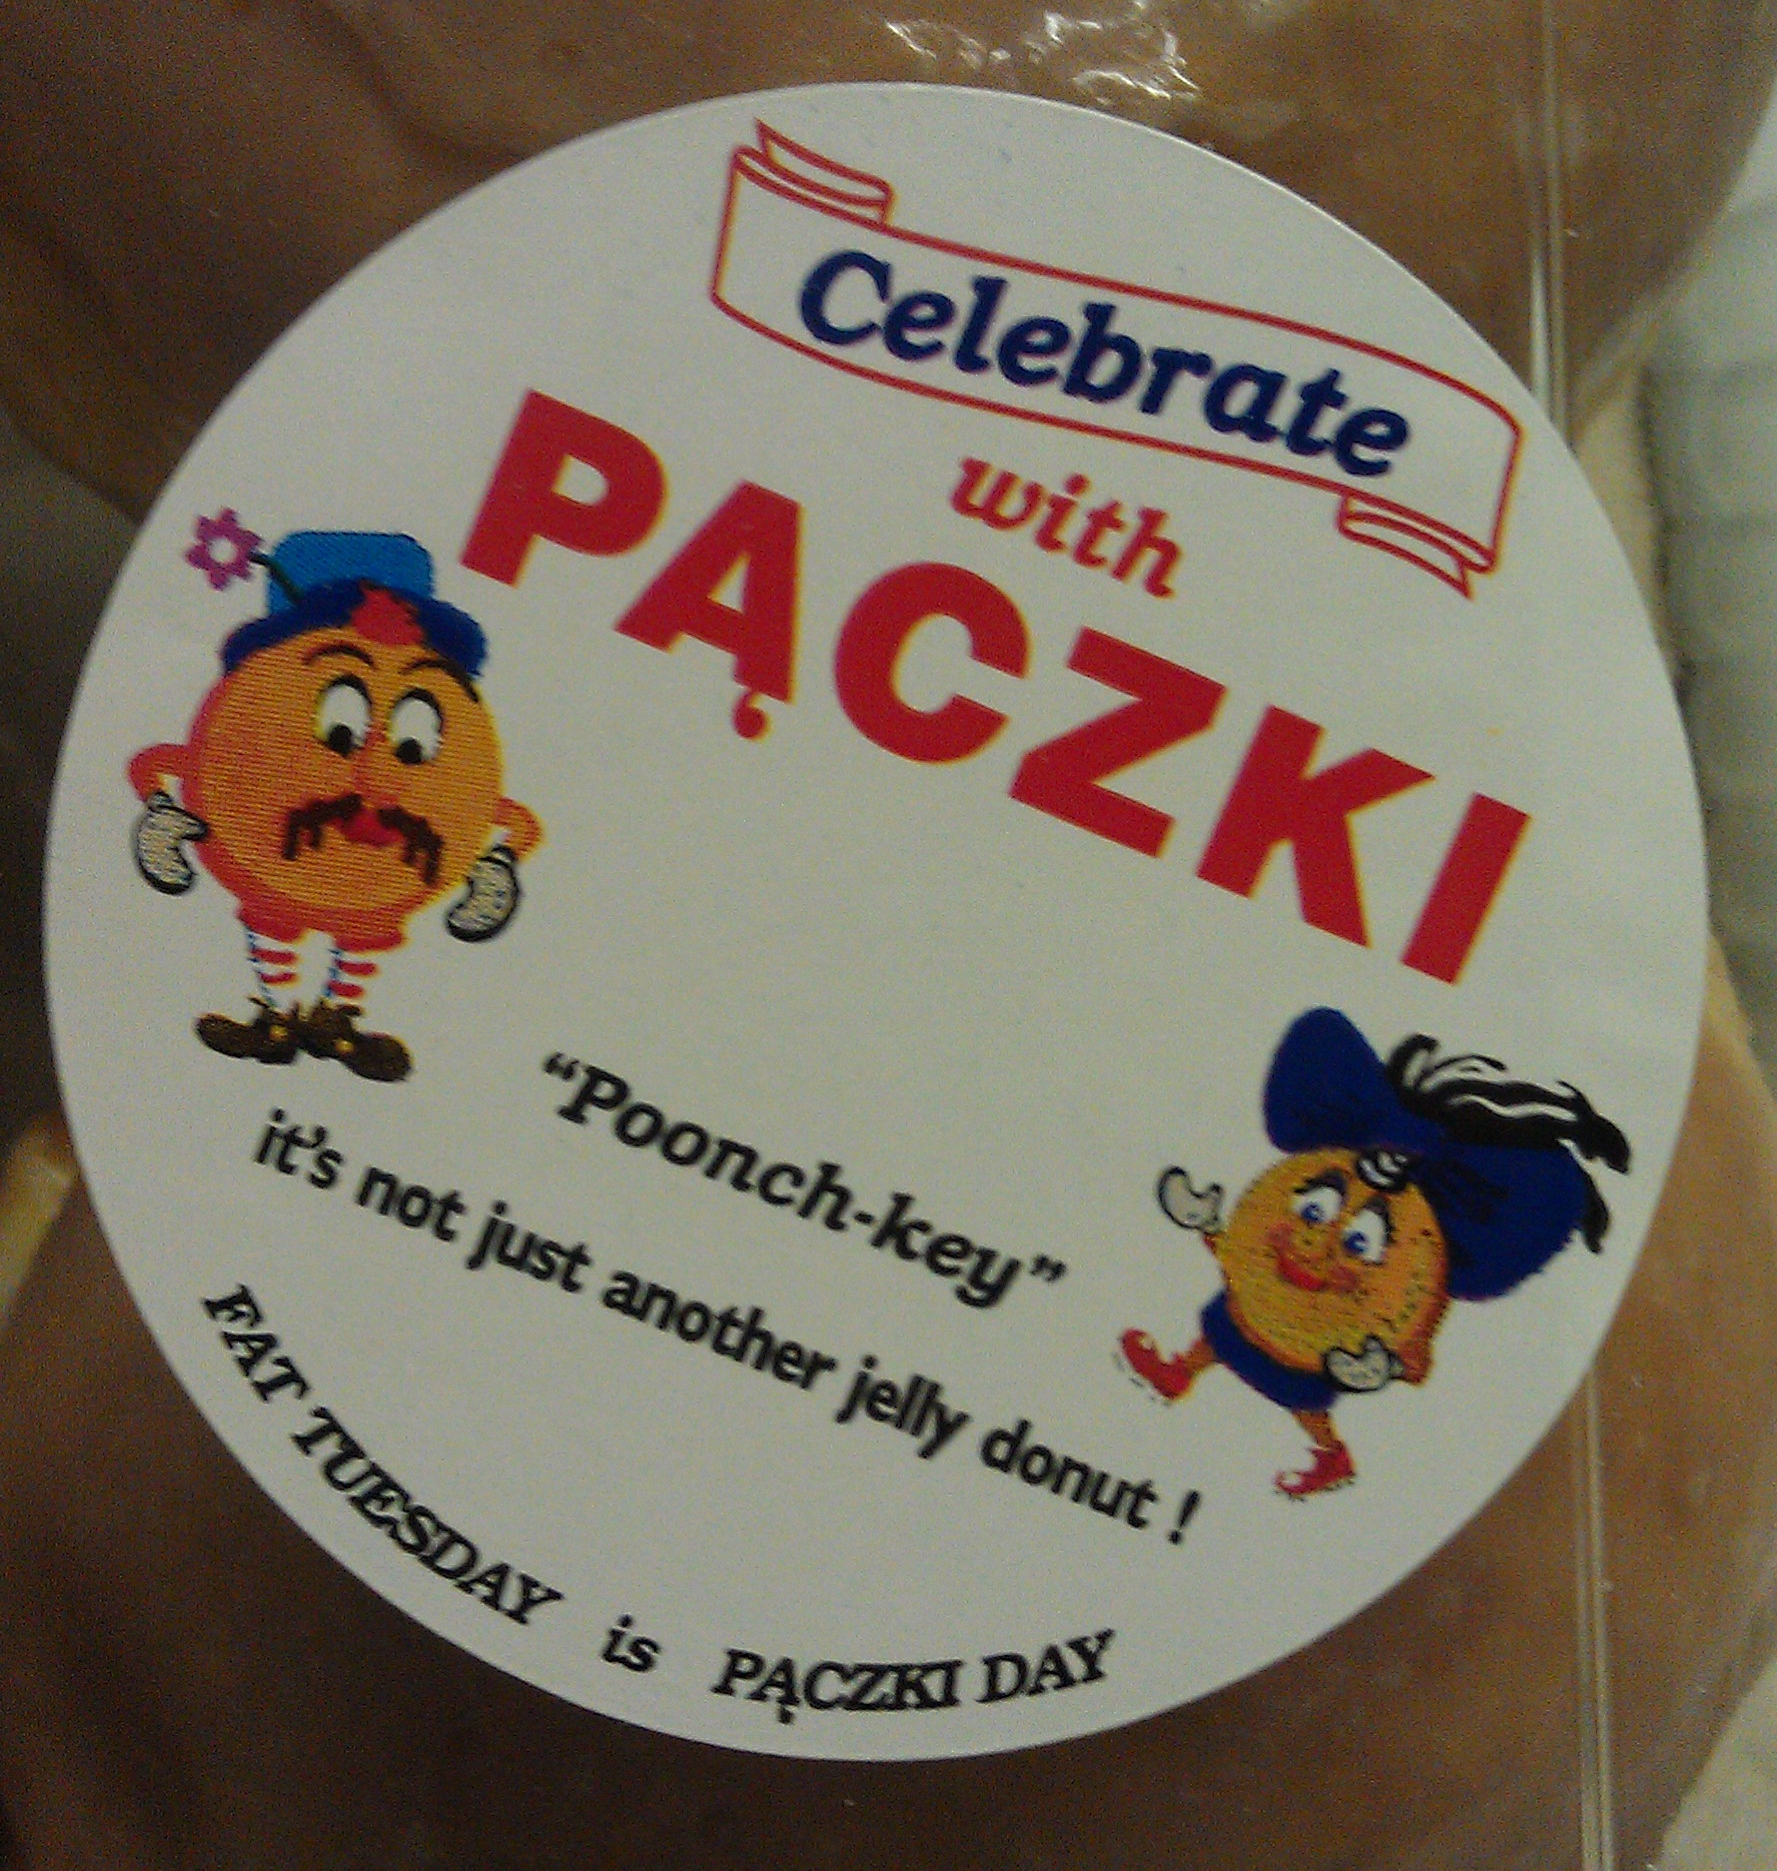 Celebrate
with
PĄCZKI
“Poonch-key”
it's not just another jelly donut !
FAT TUESDAY is PĄCZKI DAY